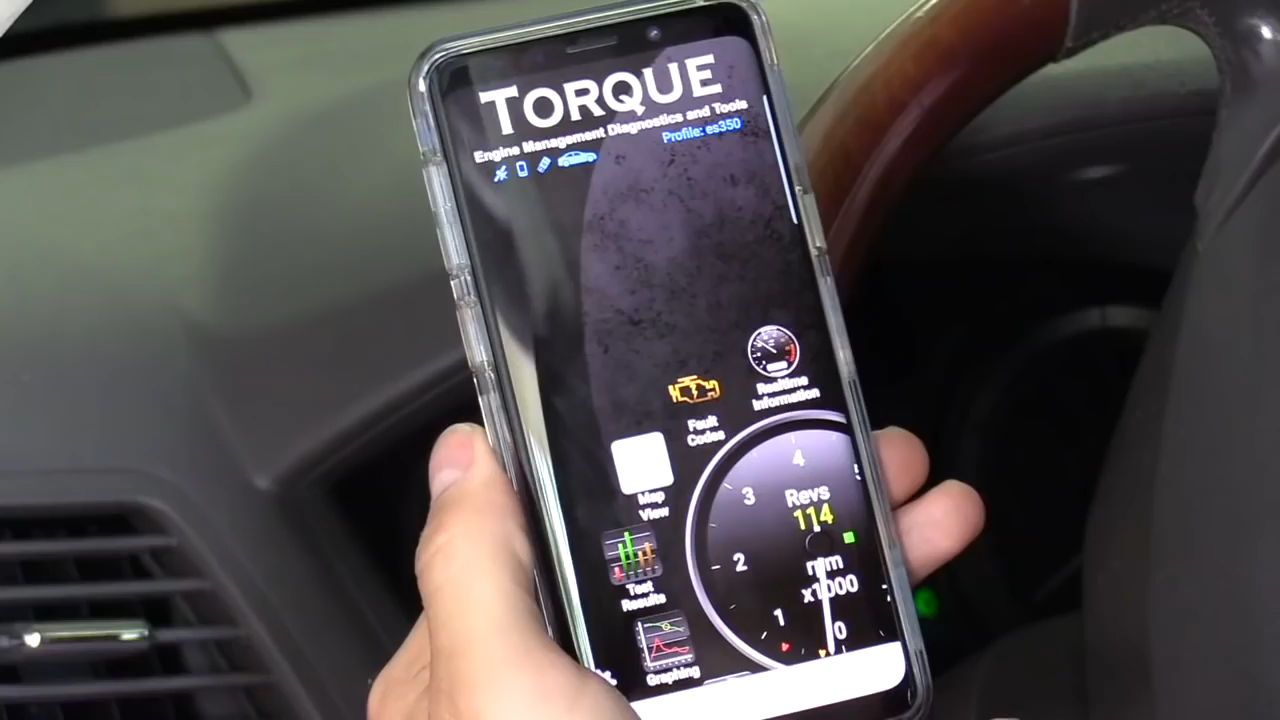 TORQUE
Engine Management Diagnostics and Tools
Profile: es350
Realtime
Information
Fault
Codes
Map
View
Test
Results
Graphing
4
3
2
1
0
Revs
114
rpm
x1000